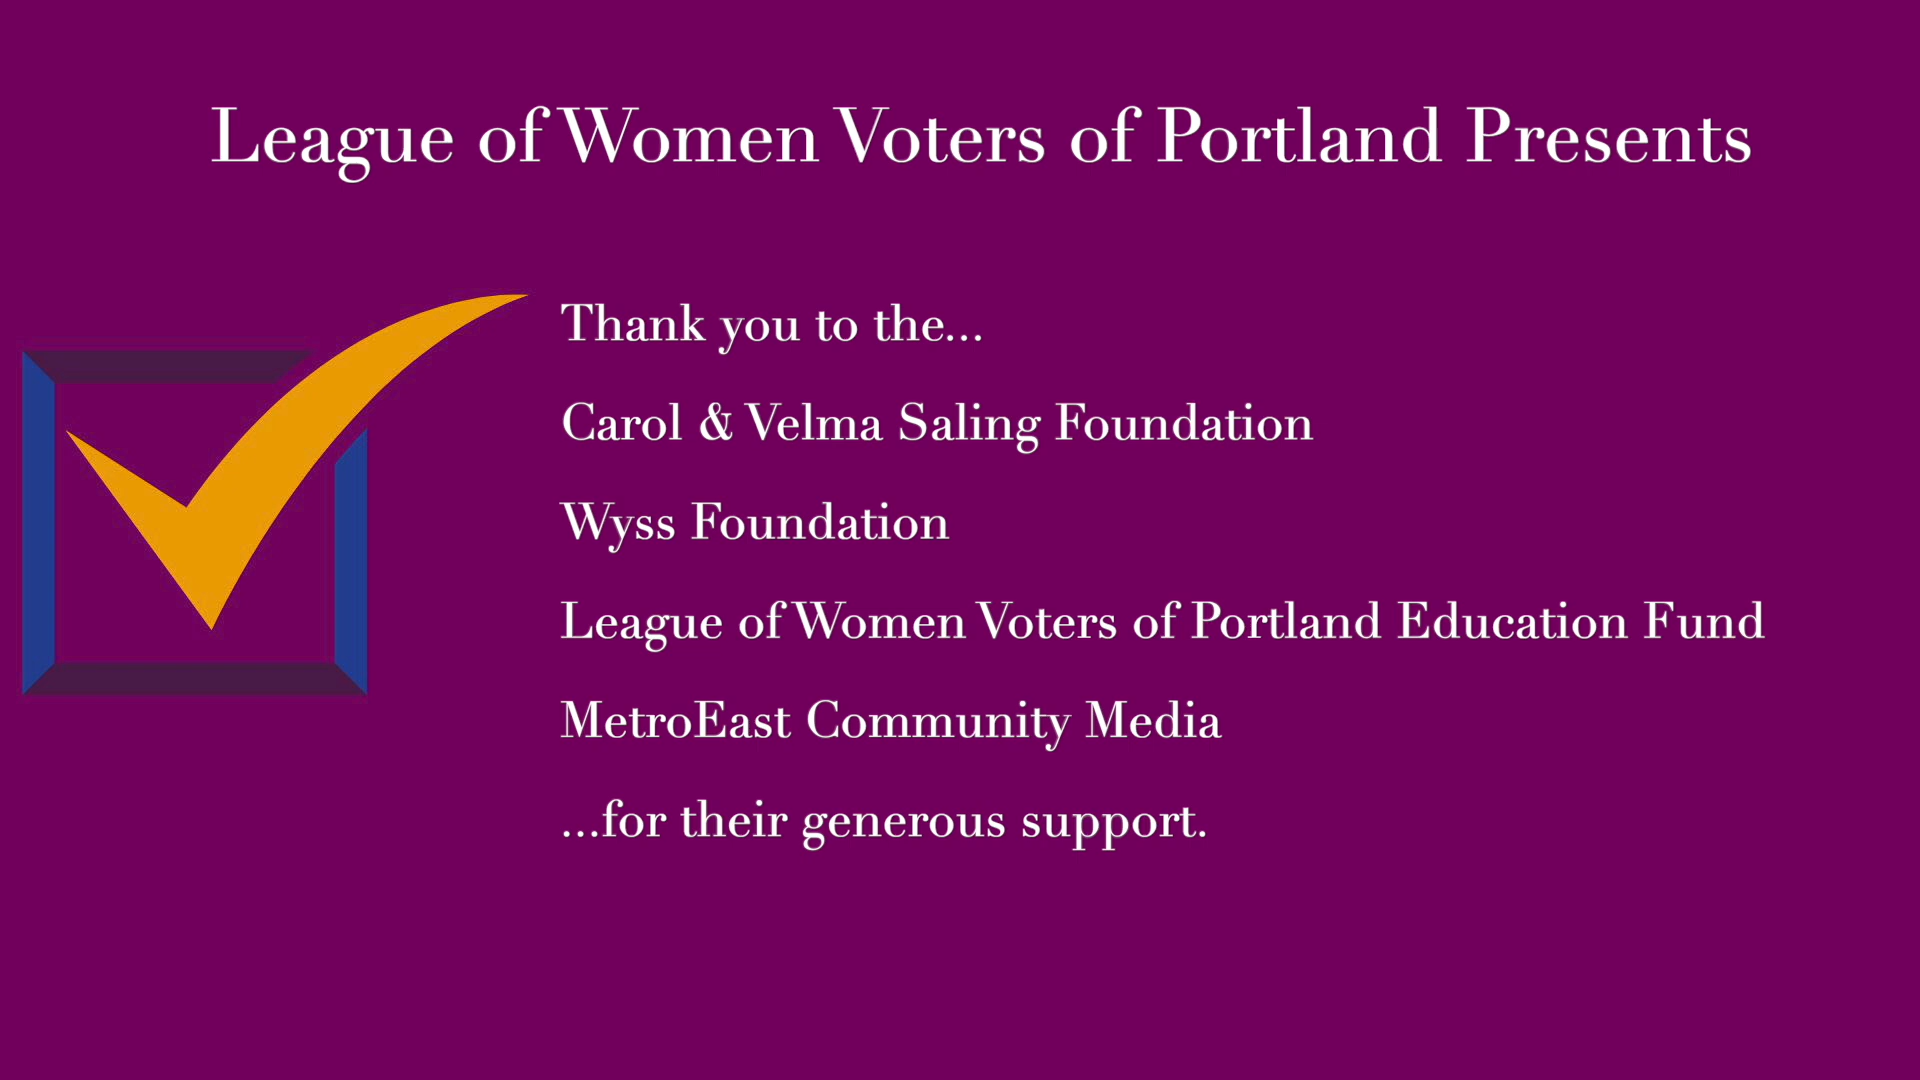 League of Women Voters of Portland Presents
Thank you to the...
Carol & Velma Saling Foundation
Wyss Foundation
League of Women Voters of Portland Education Fund
MetroEast Community Media
...for their generous support.